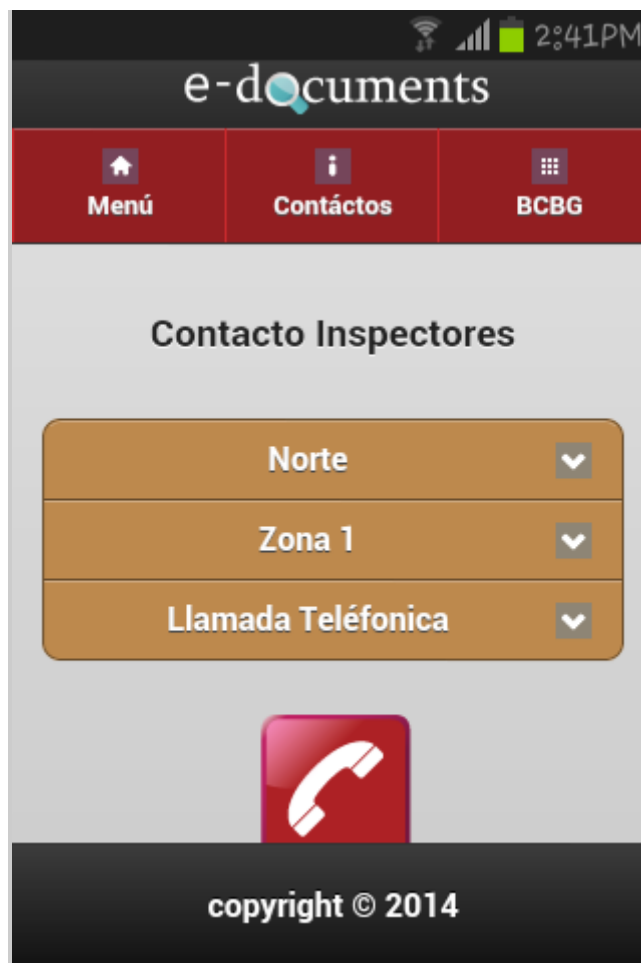 2:41PM
e-documents
Menú Contáctos BCBG
Contacto Inspectores
Norte
Zona 1
Llamada Teléfonica
copyright © 2014